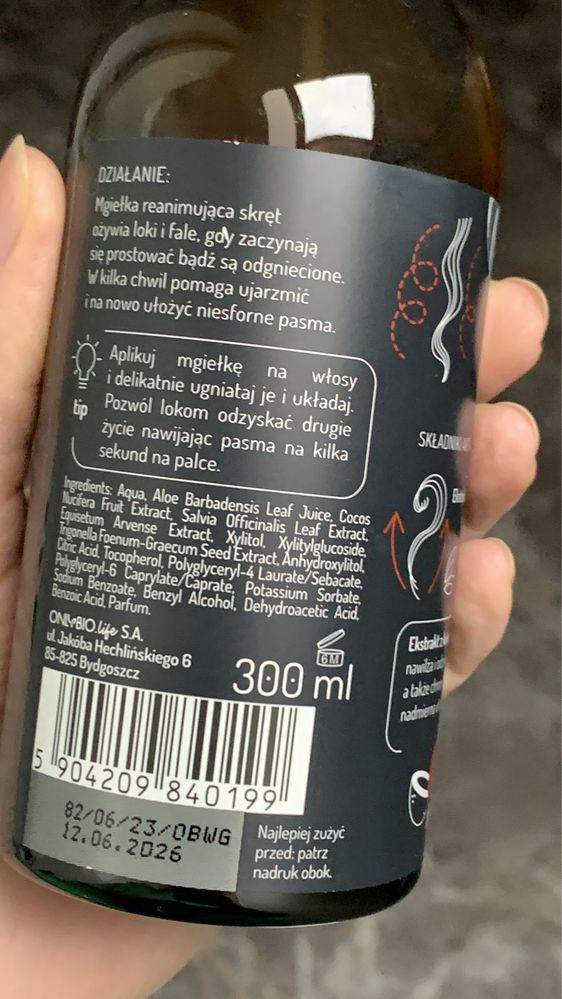 DZIAŁANIE:
Mgiełka reanimująca skręt
ożywia loki i fale, gdy zaczynają
się prostować bądź są odgniecione.
W kilka chwil pomaga ujarzmić
i na nowo ułożyć niesforne pasma.
tip
Aplikuj mgiełkę na włosy
i delikatnie ugniataj je i układaj.
Pozwól lokom odzyskać drugie
życie nawijając pasma na kilka
sekund na palce.
Ingredients: Aqua, Aloe Barbadensis Leaf Juice, Cocos
Nucifera Fruit Extract, Salvia Officinalis Leaf Extract,
Equisetum Arvense Extract, Xylitol, Xylitylglucoside,
Trigonella Foenum-Graecum Seed Extract, Anhydroxylitol,
Citric Acid, Tocopherol, Polyglyceryl-4 Laurate/Sebacate,
Polyglyceryl-6 Caprylate/Caprate, Potassium Sorbate,
Sodium Benzoate, Benzyl Alcohol, Dehydroacetic Acid,
Benzoic Acid, Parfum.
ONLYBIO.life S.A.
ul. Jakóba Hechlińskiego 6
85-825 Bydgoszcz
6M
300 ml
5 904209 840199
82/06/23/OBWG
12.06.2026
Najlepiej zużyć
przed: patrz
nadruk obok.
SKŁADNIKI
Ekstrakt
nawilża
a także